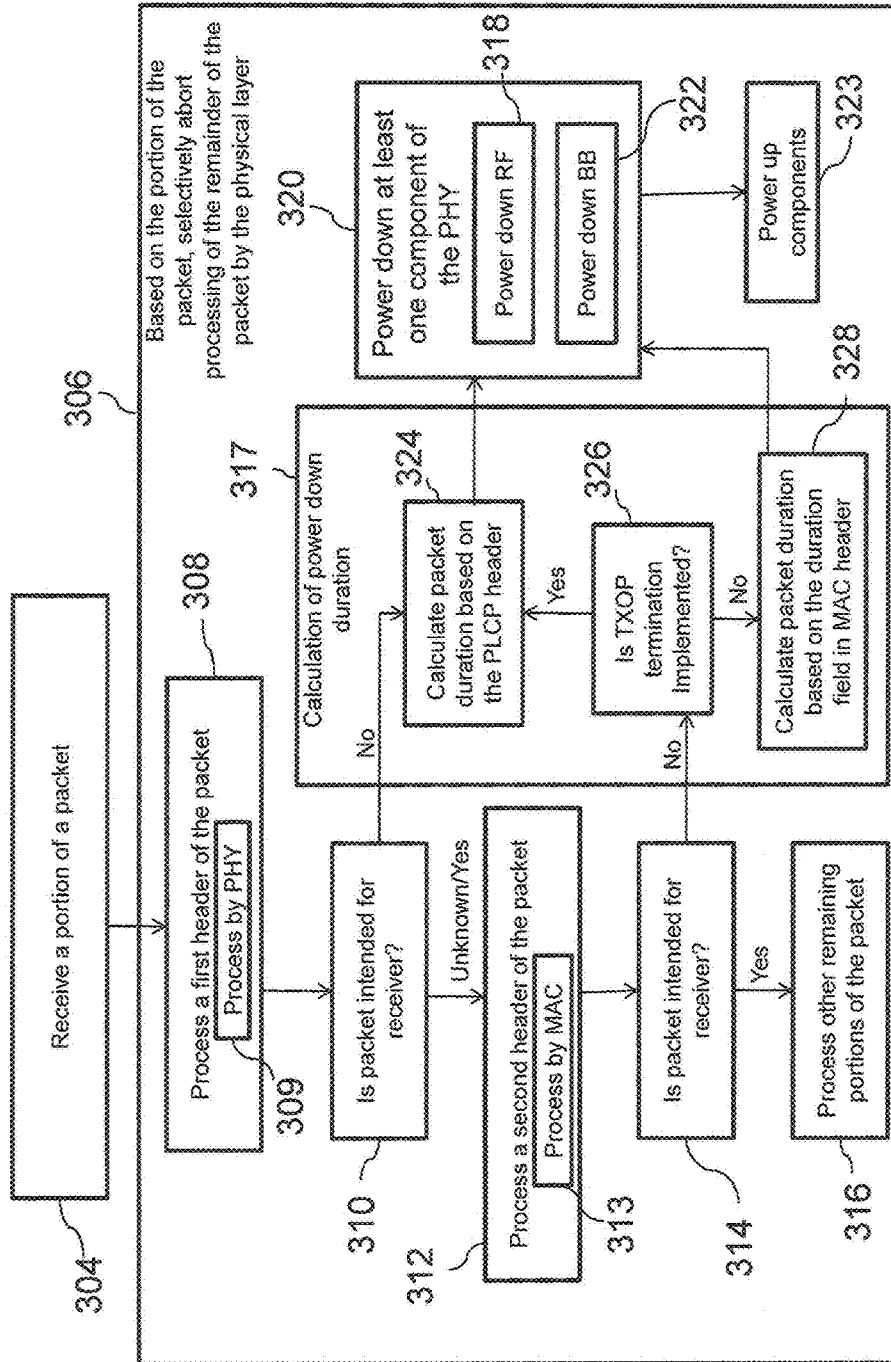 304
Receive a portion of a packet
306
Based on the portion of the
packet, selectively abort
processing of the remainder of the
packet by the physical layer
308
Process a first header of the packet
Process by PHY
309
310
Is packet intended for
receiver?
No
Unknown/Yes
312
Process a second header of the packet
Process by MAC
313
314
Is packet intended for
receiver?
No
Yes
316
Process other remaining
portions of the packet
317
Calculation of power down
duration
324
Calculate packet
duration based on
the PLCP header
Yes
326
Is TXOP
termination
Implemented?
No
328
Calculate packet duration
based on the duration
field in MAC header
320
Power down at least
one component of
the PHY
318
Power down RF
322
Power down BB
Power up
components
323